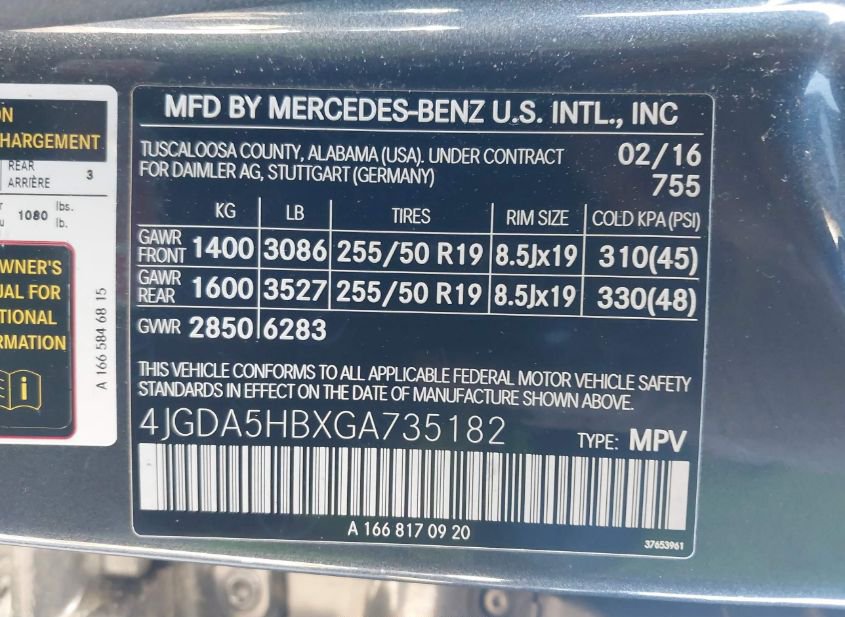 ON
HARGEMENT
REAR
ARRIÈRE
3
1080
lbs.
lb.
WNER'S
UAL FOR
TIONAL
ORMATION
A 166 584 68 15
MFD BY MERCEDES-BENZ U.S. INTL., INC
TUSCALOOSA COUNTY, ALABAMA (USA). UNDER CONTRACT
FOR DAIMLER AG, STUTTGART (GERMANY)
02/16
755
KG LB TIRES RIM SIZE COLD KPA (PSI)
GAWR
FRONT 1400 3086 255/50 R19 8.5Jx19 310(45)
GAWR
REAR 1600 3527 255/50 R19 8.5Jx19 330(48)
GVWR 2850 6283
THIS VEHICLE CONFORMS TO ALL APPLICABLE FEDERAL MOTOR VEHICLE SAFETY
STANDARDS IN EFFECT ON THE DATE OF MANUFACTURE SHOWN ABOVE.
4JGDA5HBXGA735182 TYPE: MPV
A 166 817 09 20
37653961